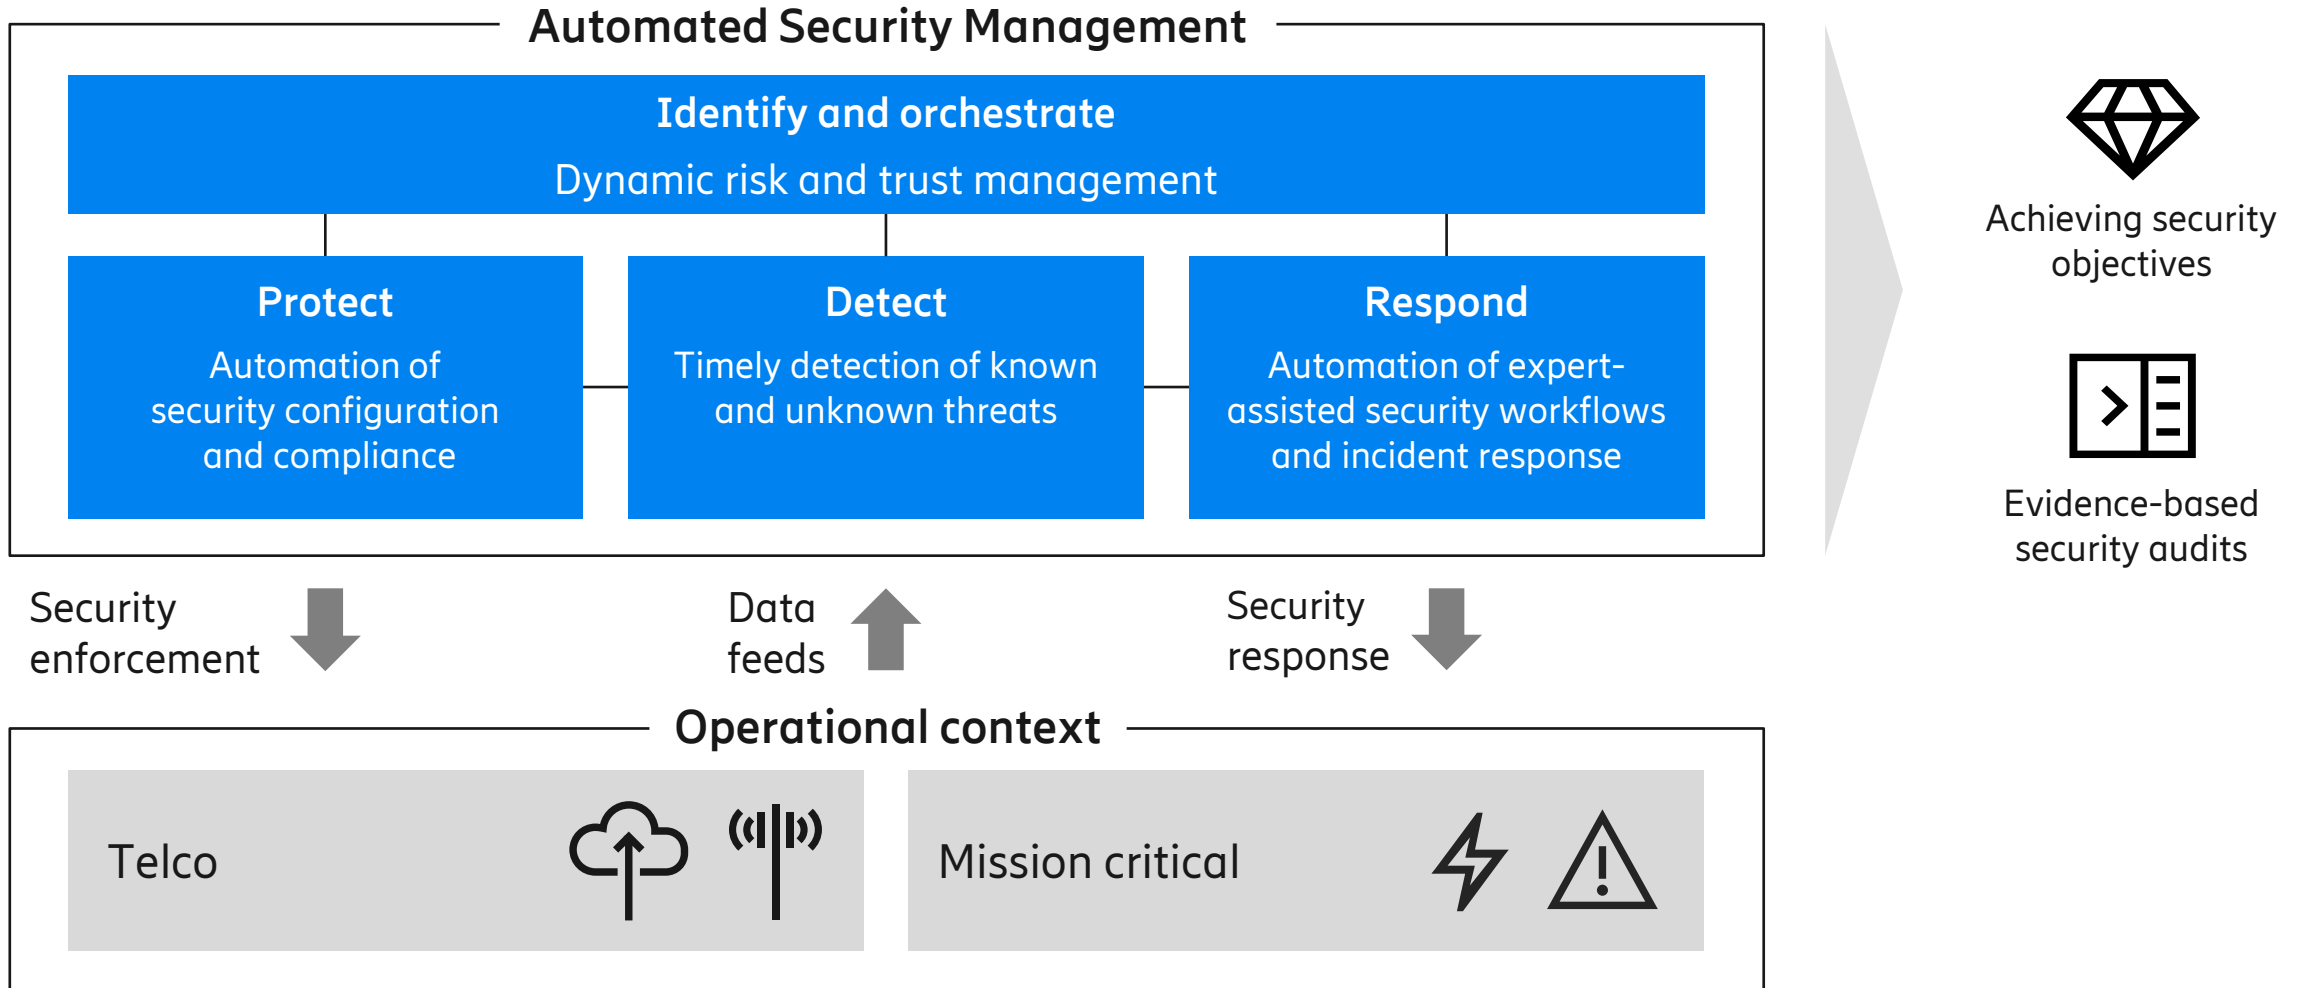 Automated Security Management
Identify and orchestrate
Dynamic risk and trust management
Protect
Automation of
security configuration
and compliance
Detect
Timely detection of known
and unknown threats
Respond
Automation of expert-
assisted security workflows
and incident response
Achieving security
objectives
Evidence-based
security audits
Security
enforcement
Data
feeds
Security
response
Operational context
Telco
Mission critical